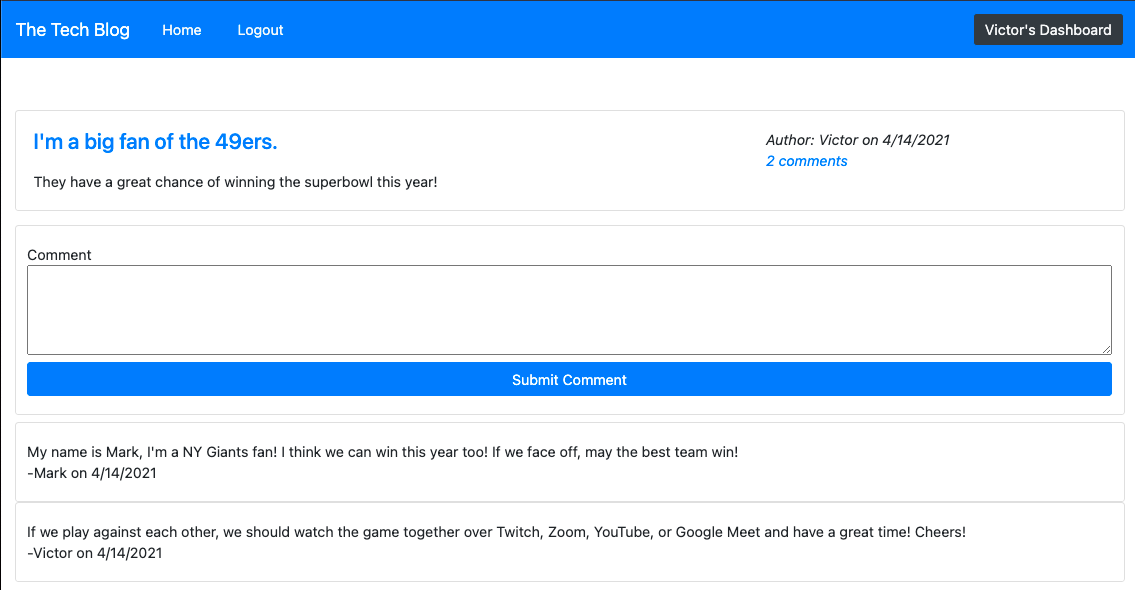 The Tech Blog Home Logout Victor's Dashboard
I'm a big fan of the 49ers.
Author: Victor on 4/14/2021
2 comments
They have a great chance of winning the superbowl this year!
Comment
Submit Comment
My name is Mark, I'm a NY Giants fan! I think we can win this year too! If we face off, may the best team win!
-Mark on 4/14/2021
If we play against each other, we should watch the game together over Twitch, Zoom, YouTube, or Google Meet and have a great time! Cheers!
-Victor on 4/14/2021